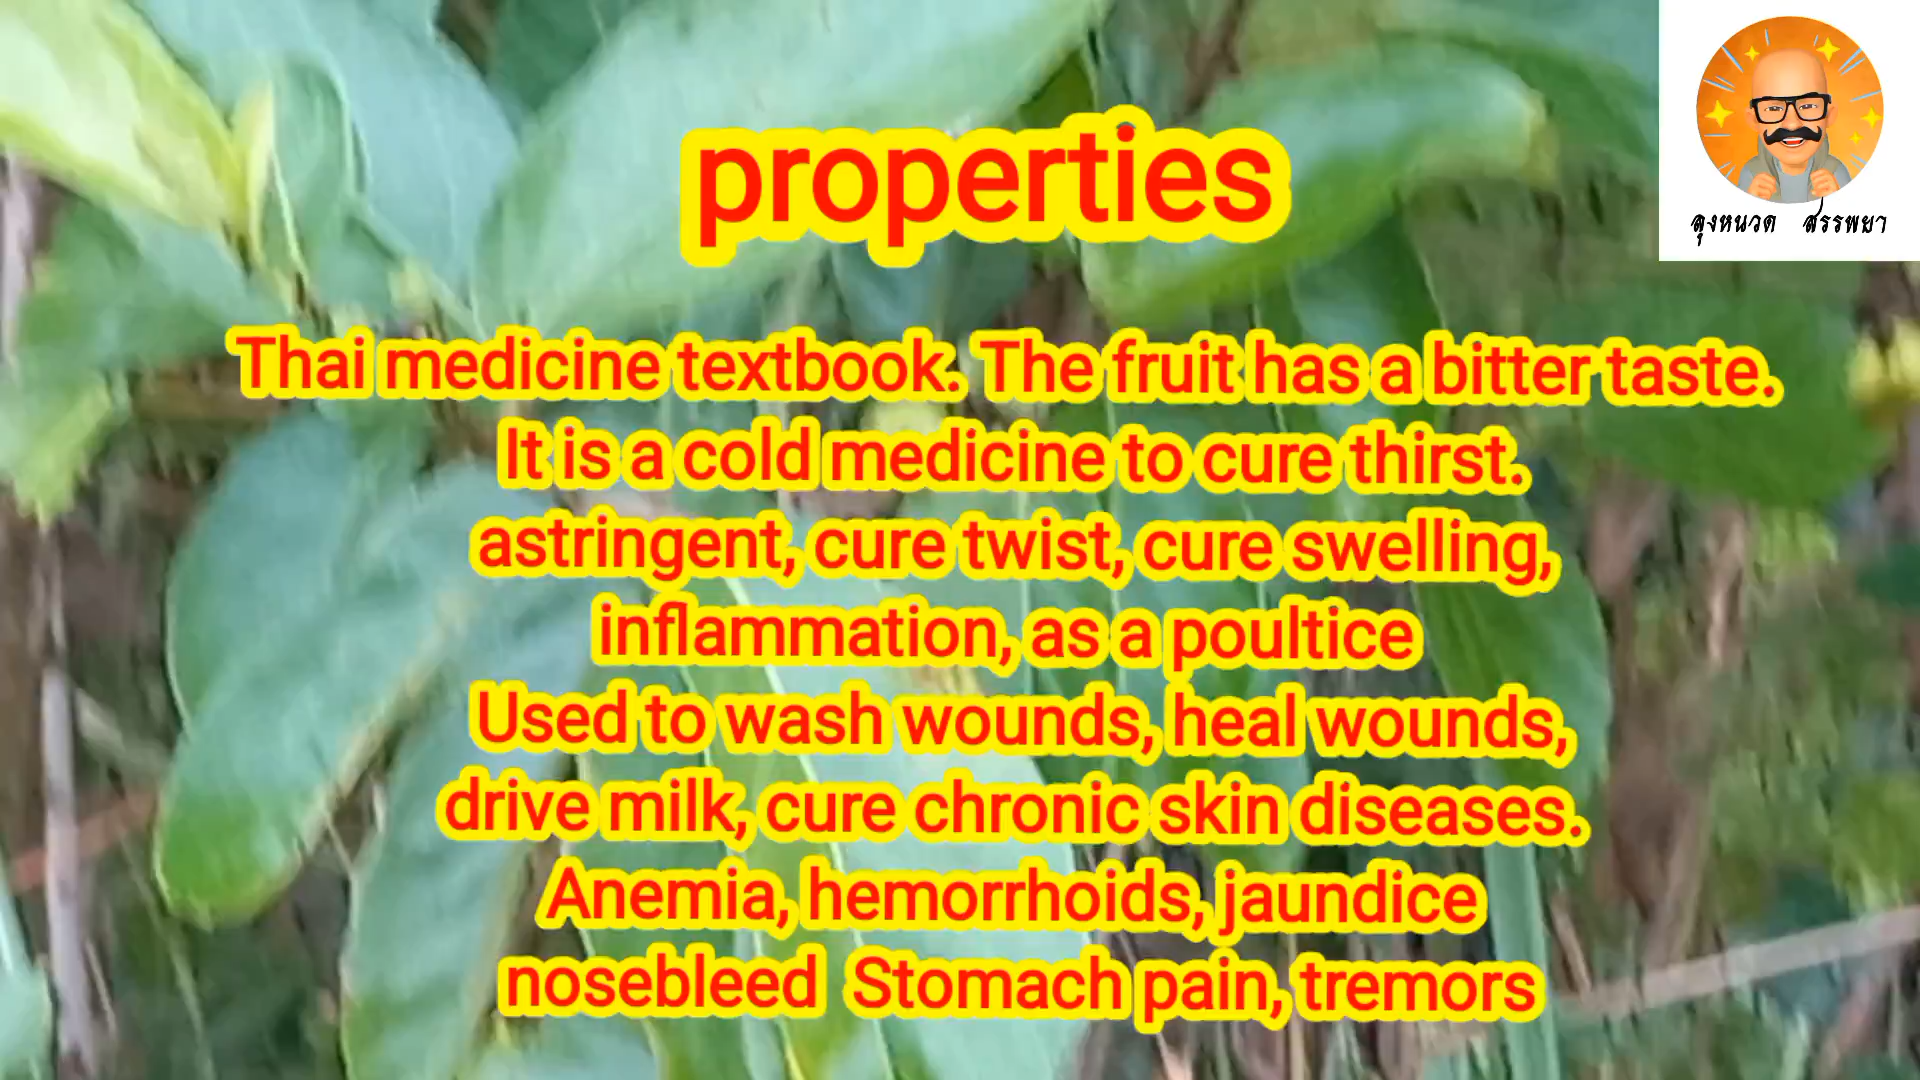 ลุงหนวด สรรพยา
properties
Thai medicine textbook. The fruit has a bitter taste.
It is a cold medicine to cure thirst.
astringent, cure twist, cure swelling,
inflammation, as a poultice
Used to wash wounds, heal wounds,
drive milk, cure chronic skin diseases.
Anemia, hemorrhoids, jaundice
nosebleed Stomach pain, tremors